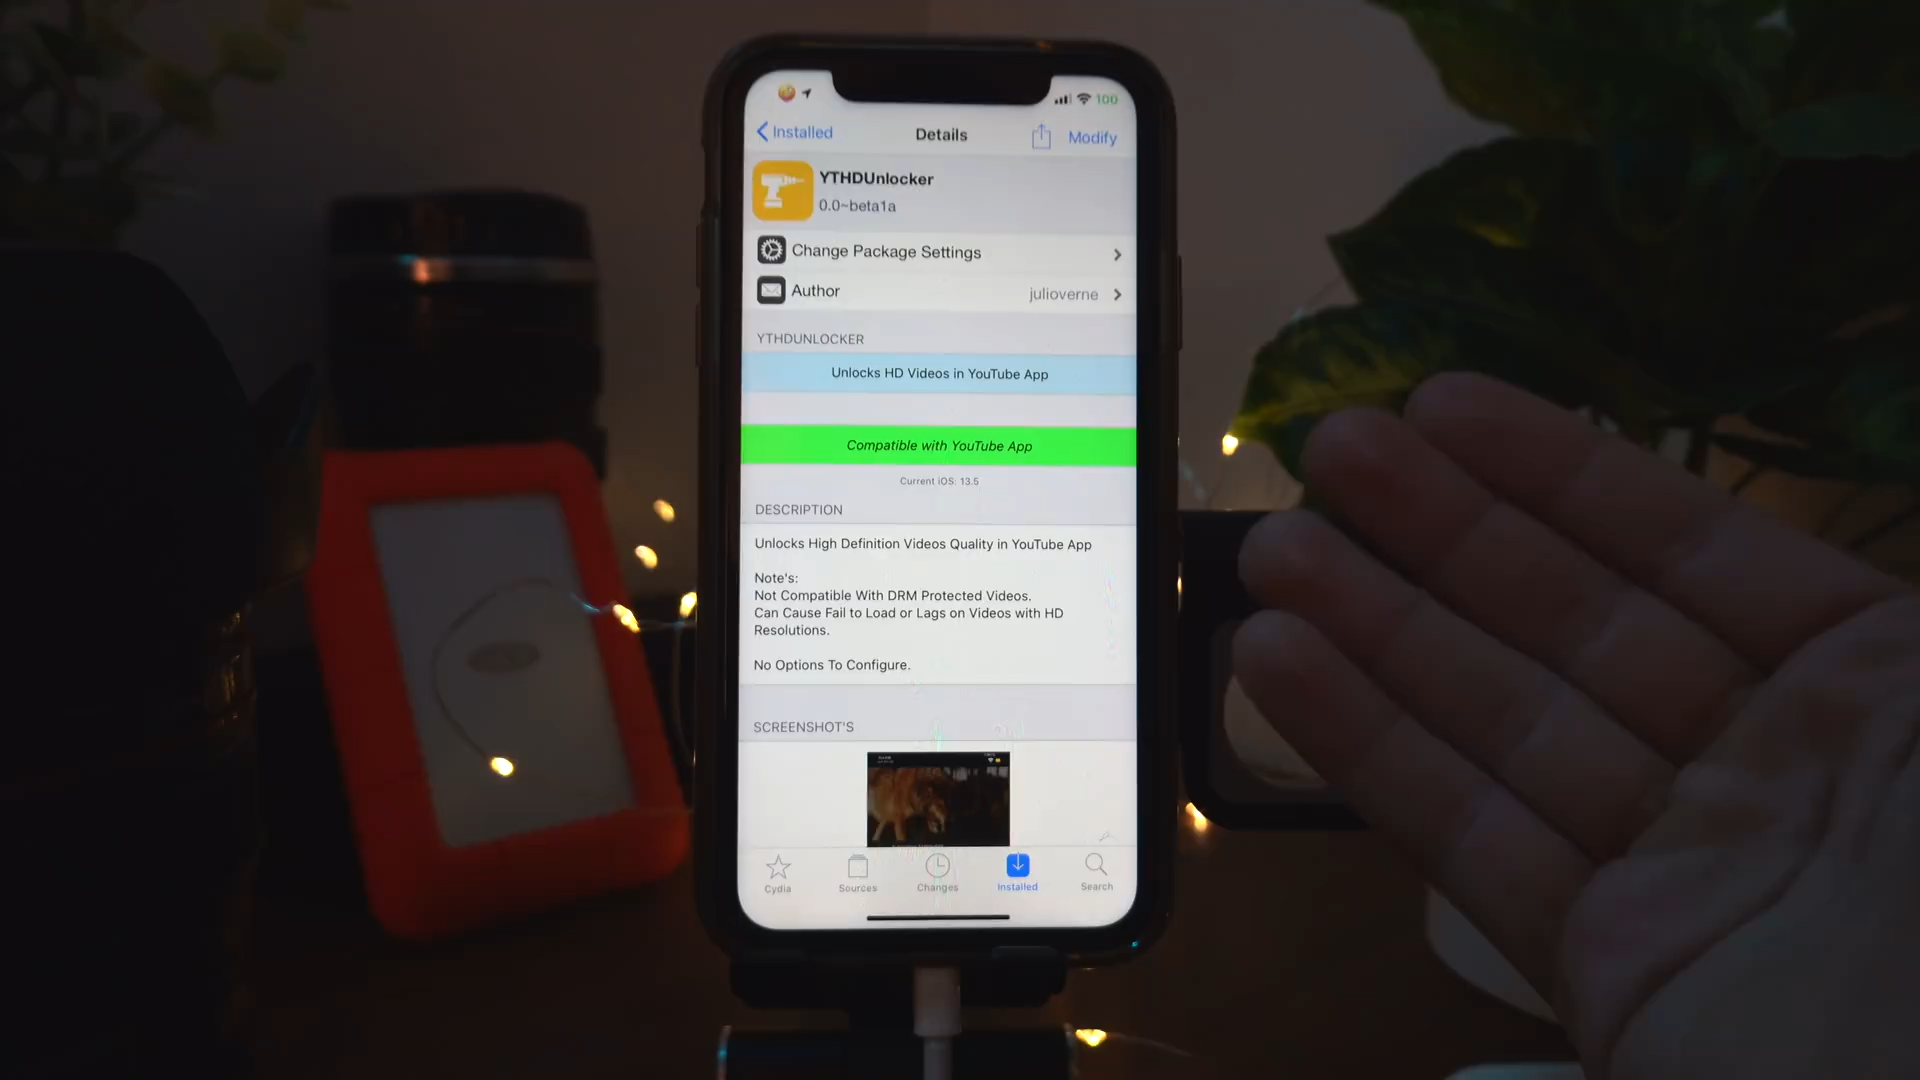 100
Installed
Details
Modify
YTHDUnlocker
0.0~beta1a
Change Package Settings
Author
julioverne
YTHDUNLOCKER
Unlocks HD Videos in YouTube App
Compatible with YouTube App
Current iOS: 13.5
DESCRIPTION
Unlocks High Definition Videos Quality in YouTube App
Note's:
Not Compatible With DRM Protected Videos.
Can Cause Fail to Load or Lags on Videos with HD
Resolutions.
No Options To Configure.
SCREENSHOT'S
Cydia
Sources
Changes
Installed
Search